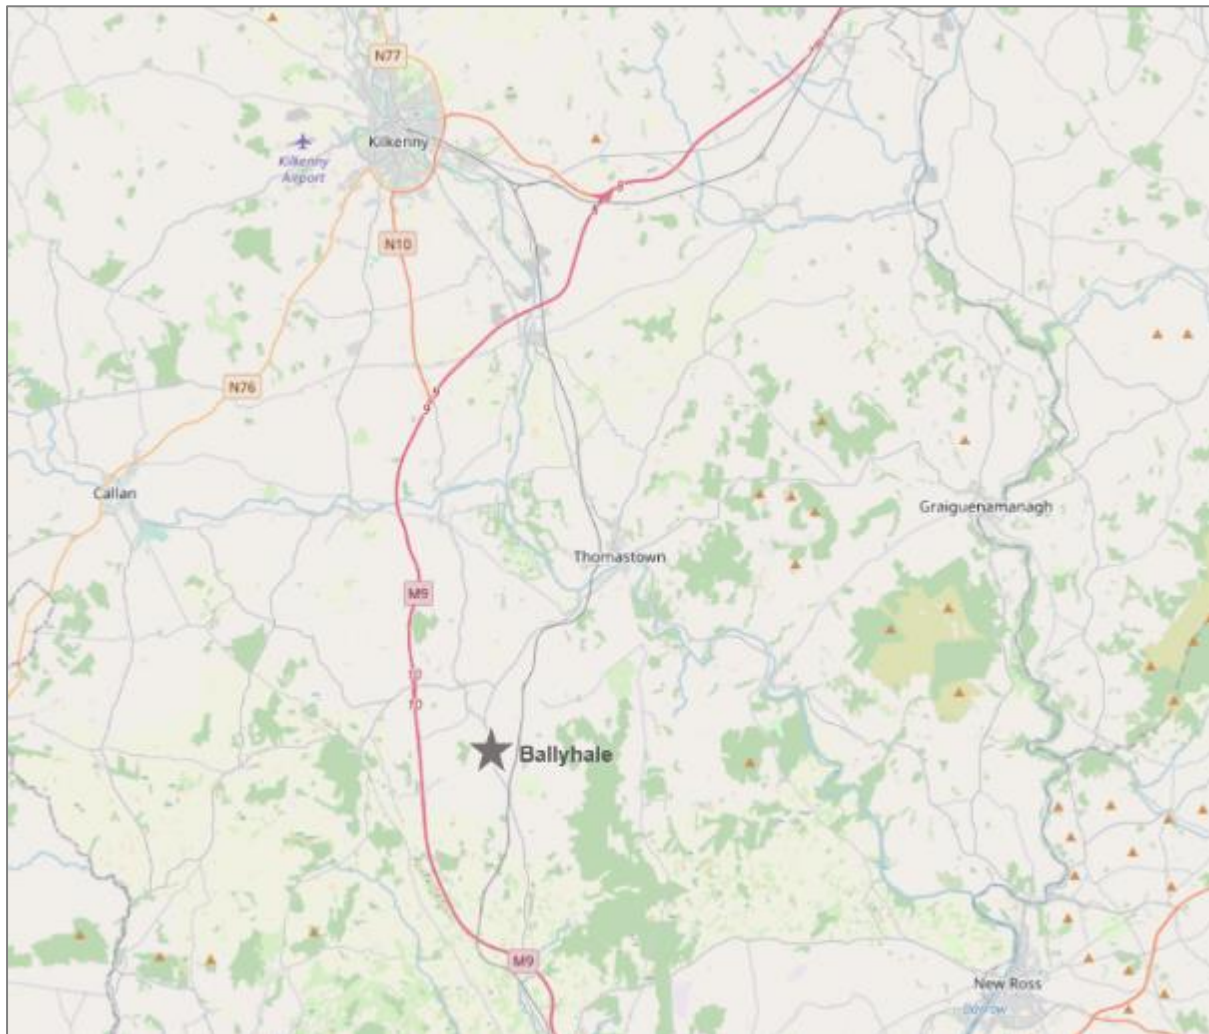 N77
Kilkenny
Kilkenny
Airport
N10
9
9
N76
Callan
Graiguenamanagh
Thomastown
M9
10
10
Ballyhale
M9
New Ross